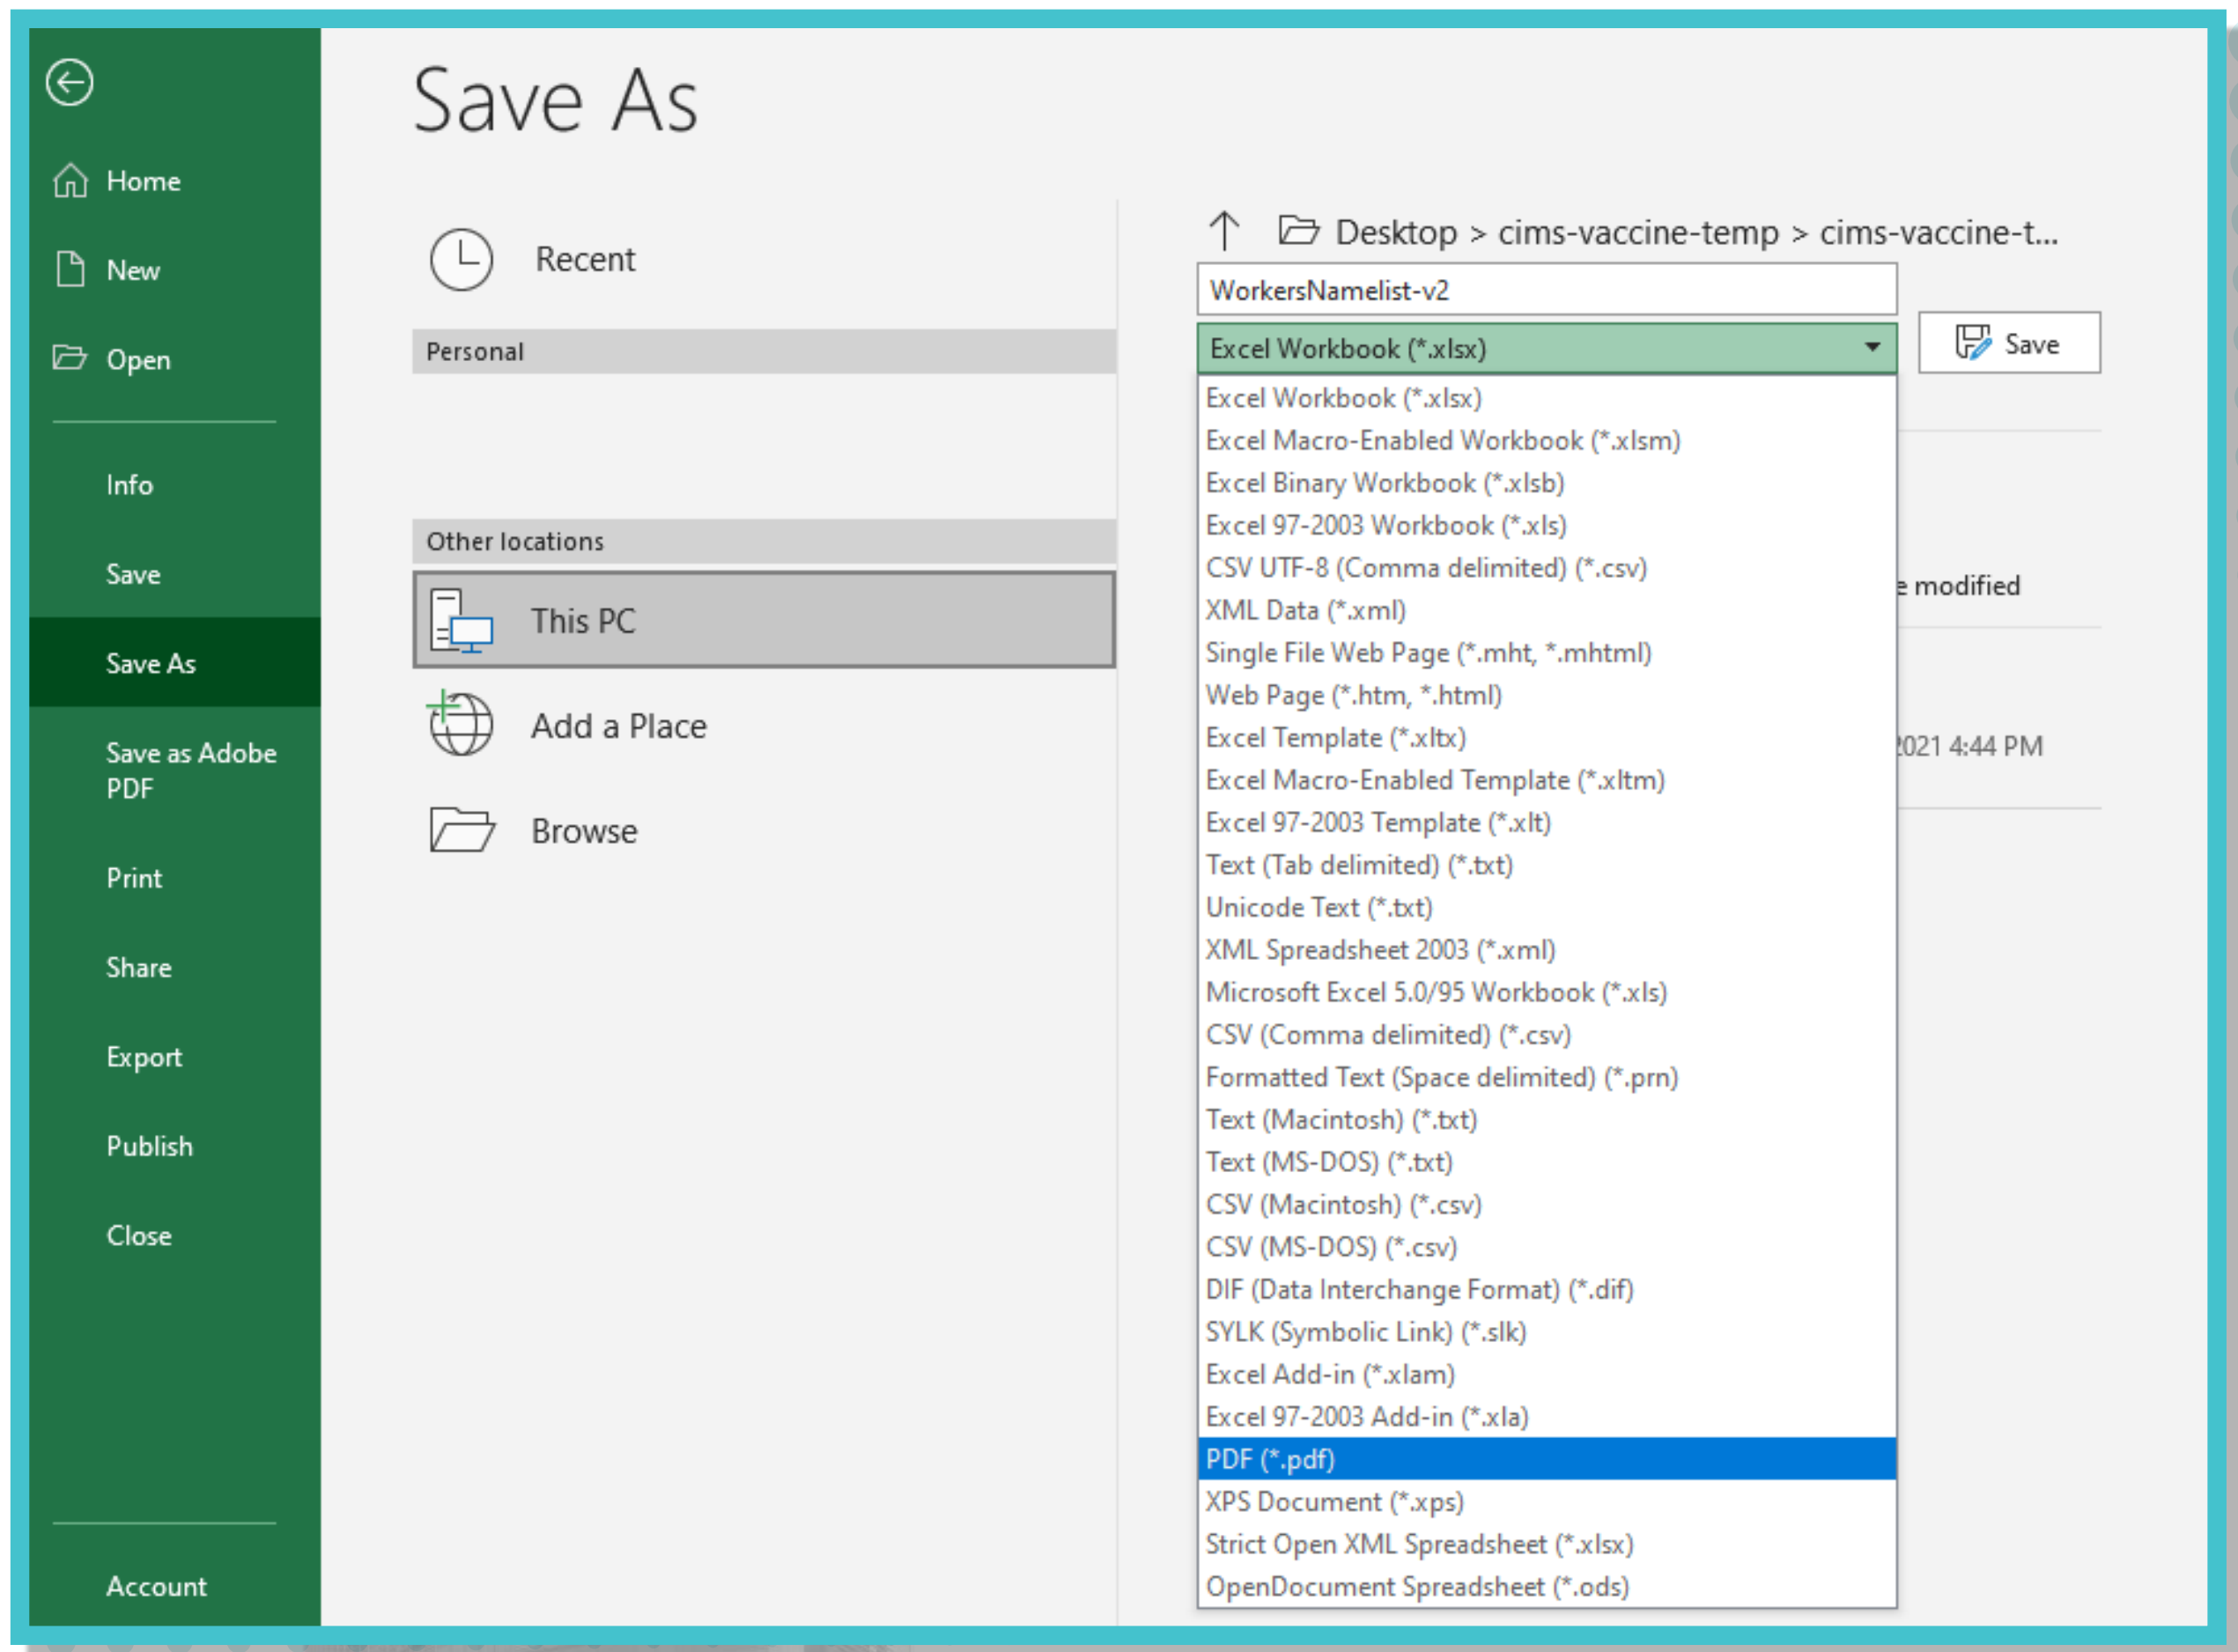 Save As
Home
New
Open
Info
Save
Save As
Save as Adobe
PDF
Print
Share
Export
Publish
Close
Account
Recent
Personal
Other locations
This PC
Add a Place
Browse
Desktop > cims-vaccine-temp > cims-vaccine-t...
WorkersNamelist-v2
Excel Workbook (*.xlsx)
Save
Excel Workbook (*.xlsx)
Excel Macro-Enabled Workbook (*.xlsm)
Excel Binary Workbook (*.xlsb)
Excel 97-2003 Workbook (*.xls)
CSV UTF-8 (Comma delimited) (*.csv)
XML Data (*.xml)
Single File Web Page (*.mht, *.mhtml)
Web Page (*.htm, *.html)
Excel Template (*.xltx)
Excel Macro-Enabled Template (*.xltm)
Excel 97-2003 Template (*.xlt)
Text (Tab delimited) (*.txt)
Unicode Text (*.txt)
XML Spreadsheet 2003 (*.xml)
Microsoft Excel 5.0/95 Workbook (*.xls)
CSV (Comma delimited) (*.csv)
Formatted Text (Space delimited) (*.prn)
Text (Macintosh) (*.txt)
Text (MS-DOS) (*.txt)
CSV (Macintosh) (*.csv)
CSV (MS-DOS) (*.csv)
DIF (Data Interchange Format) (*.dif)
SYLK (Symbolic Link) (*.slk)
Excel Add-in (*.xlam)
Excel 97-2003 Add-in (*.xla)
PDF (*.pdf)
XPS Document (*.xps)
Strict Open XML Spreadsheet (*.xlsx)
OpenDocument Spreadsheet (*.ods)
e modified
2021 4:44 PM